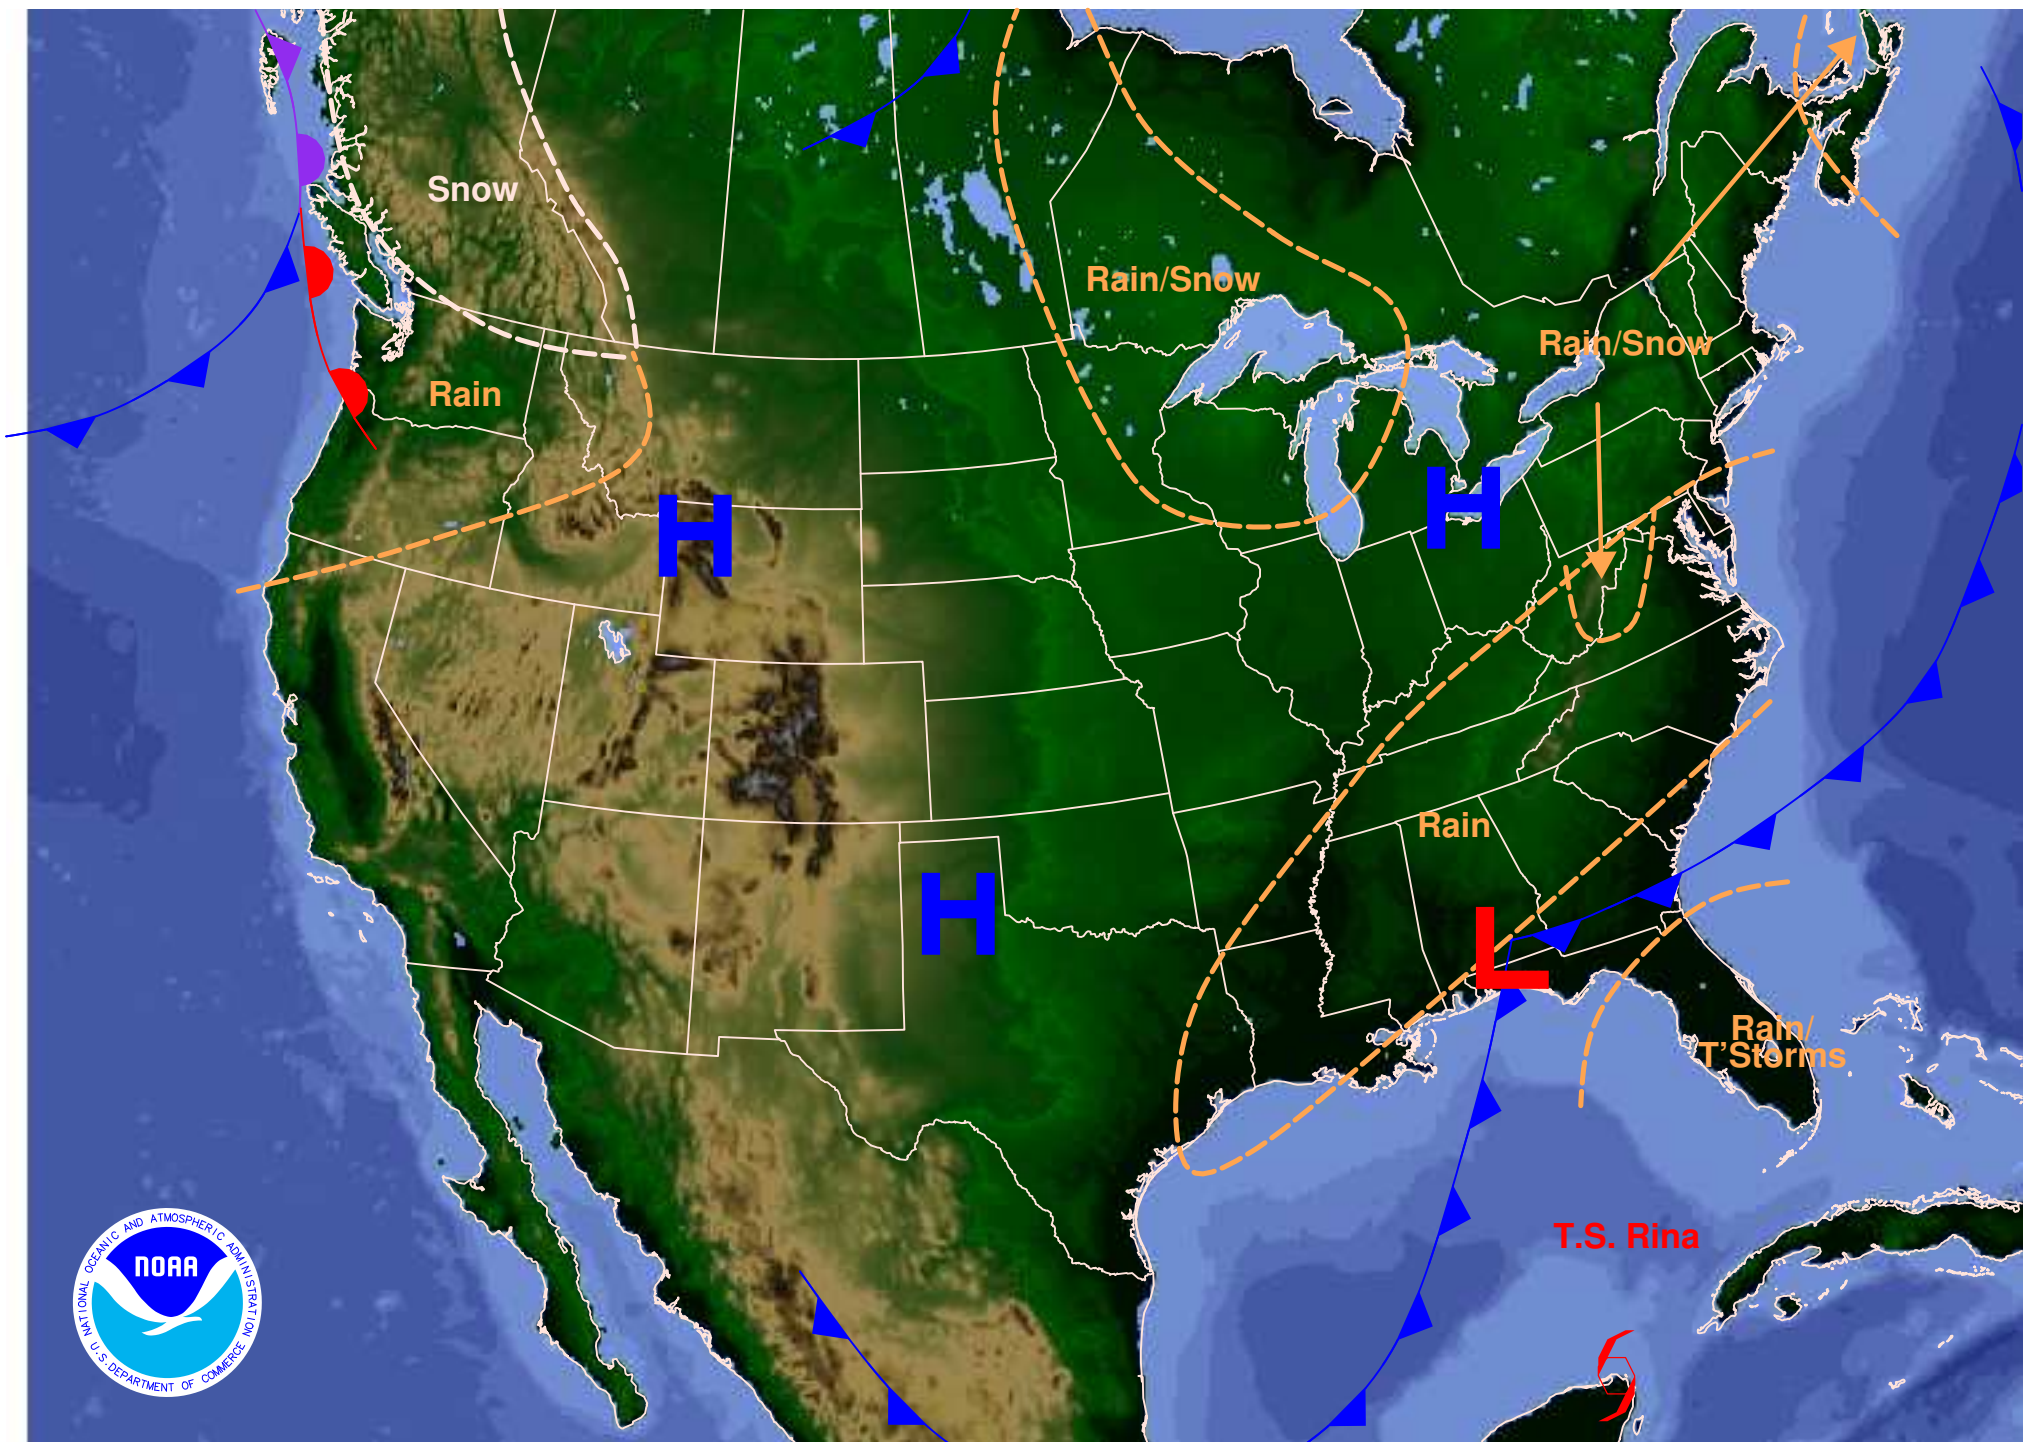 Snow
Rain/Snow
Rain/Snow
Rain
H
H
Rain
H
L
Rain/
T'Storms
T.S. Rina
NATIONAL OCEANIC AND ATMOSPHERIC ADMINISTRATION
NOAA
U.S. DEPARTMENT OF COMMERCE